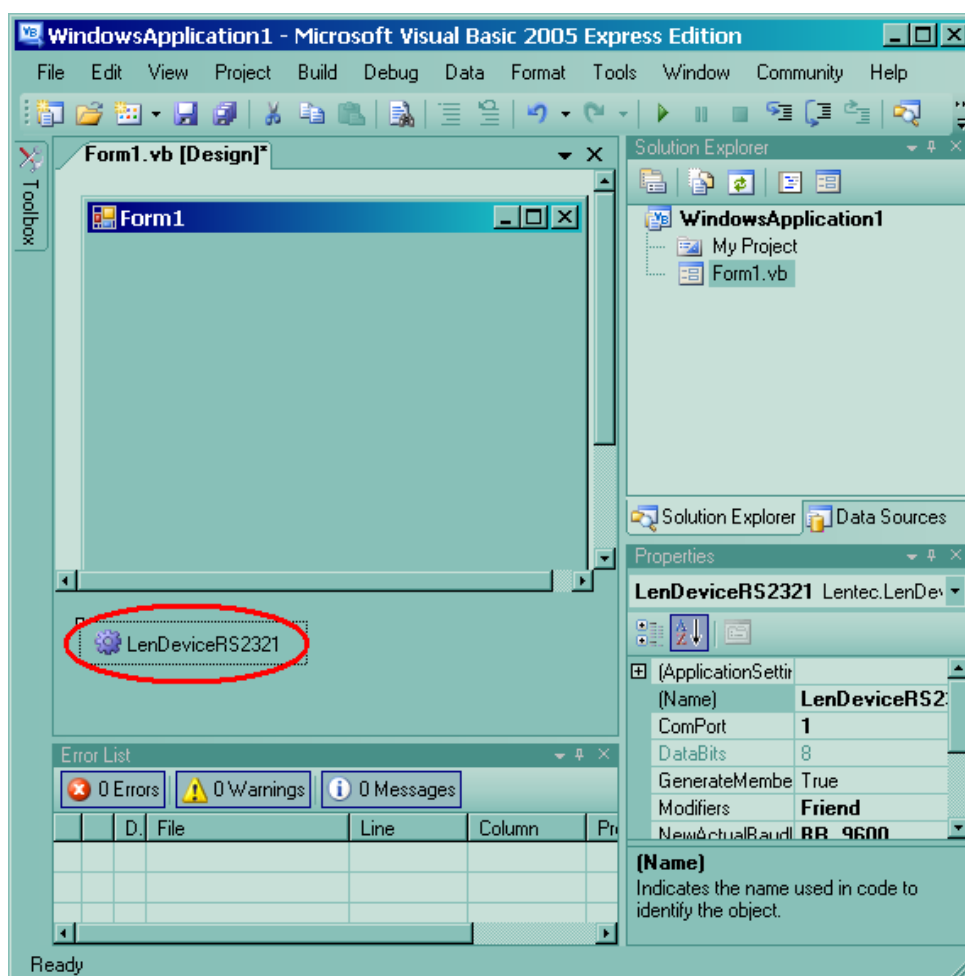 WindowsApplication1 - Microsoft Visual Basic 2005 Express Edition
File Edit View Project Build Debug Data Format Tools Window Community Help
Toolbox
Form1.vb [Design]*
Form1
LenDeviceRS2321
Error List
0 Errors 0 Warnings 0 Messages
D. File Line Column Pr
Solution Explorer
WindowsApplication1
My Project
Form1.vb
Solution Explorer Data Sources
Properties
LenDeviceRS2321 Lentec.LenDe
(ApplicationSettin
(Name) LenDeviceRS2
ComPort 1
DataBits 8
GenerateMembe True
Modifiers Friend
NewActualBaud BR_9600
(Name)
Indicates the name used in code to
identify the object.
Ready